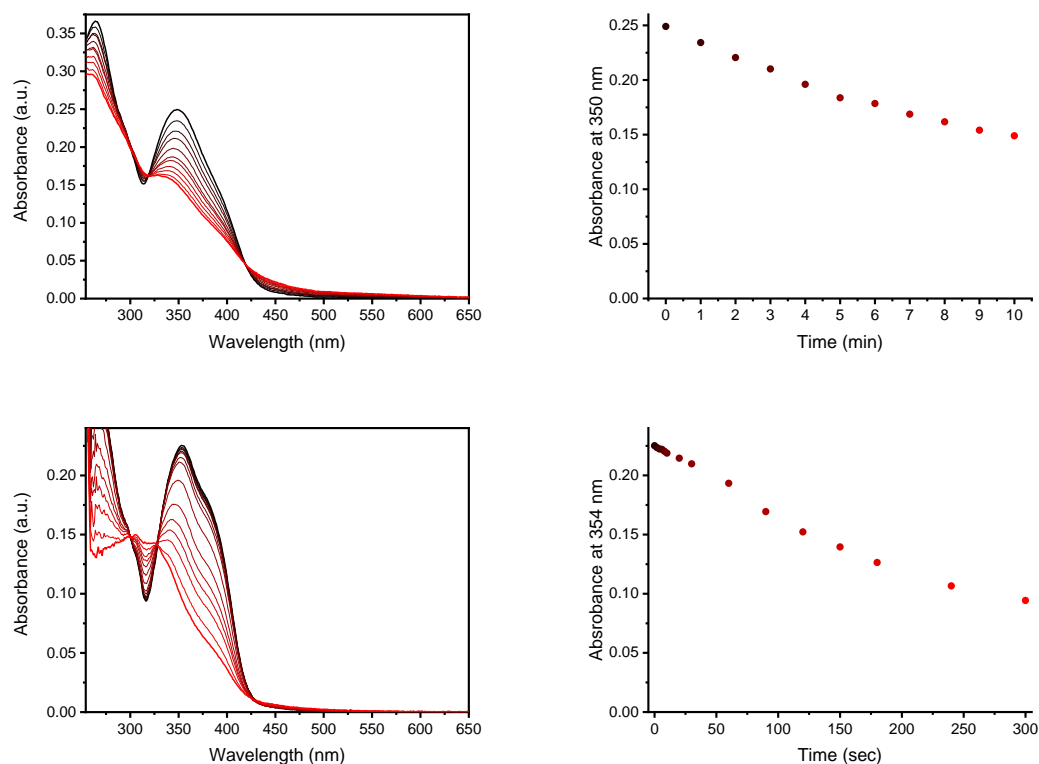 Absorbance (a.u.)
0.35
0.30
0.25
0.20
0.15
0.10
0.05
0.00
300 350 400 450 500 550 600 650
Wavelength (nm)
Absorbance at 350 nm
0.25
0.20
0.15
0.10
0.05
0.00
0 1 2 3 4 5 6 7 8 9 10
Time (min)
Absorbance (a.u.)
0.20
0.15
0.10
0.05
0.00
300 350 400 450 500 550 600 650
Wavelength (nm)
Absrobance at 354 nm
0.20
0.15
0.10
0.05
0.00
0 50 100 150 200 250 300
Time (sec)